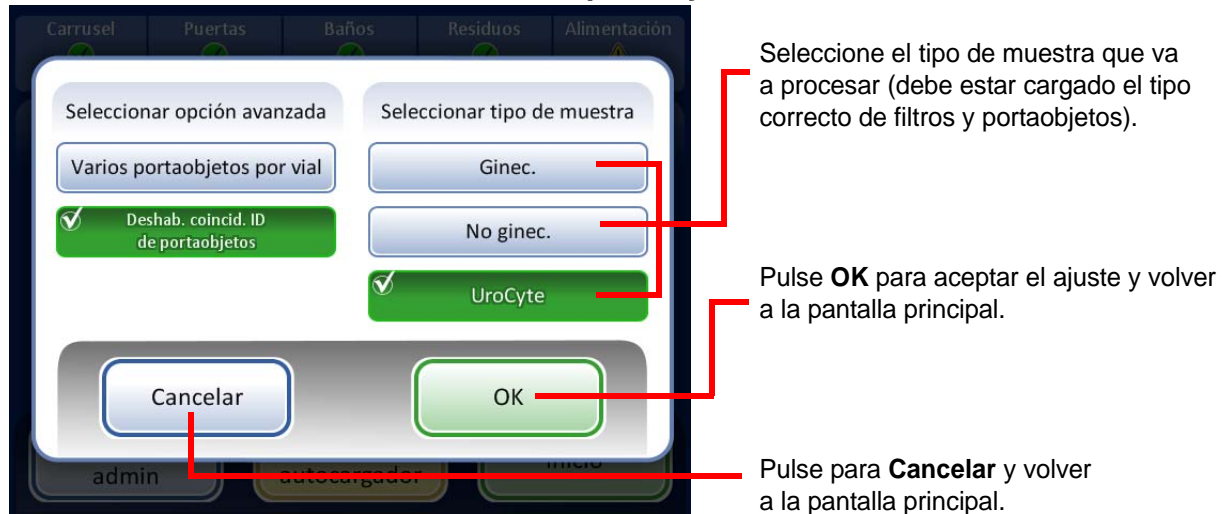 Carrusel Puertas Baños Residuos Alimentación
Seleccionar opción avanzada
Varios portaobjetos por vial
Deshab. coincid. ID
de portaobjetos
Seleccionar tipo de muestra
Ginec.
No ginec.
UroCyte
Cancelar
OK
admin
autocargador
inicio
Seleccione el tipo de muestra que va
a procesar (debe estar cargado el tipo
correcto de filtros y portaobjetos).
Pulse OK para aceptar el ajuste y volver
a la pantalla principal.
Pulse para Cancelar y volver
a la pantalla principal.